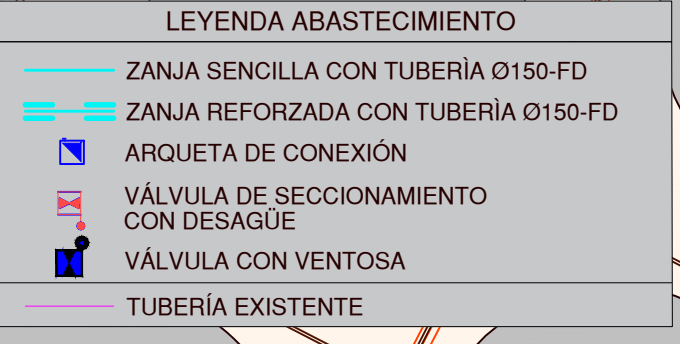 LEYENDA ABASTECIMIENTO
ZANJA SENCILLA CON TUBERÌA Ø150-FD
ZANJA REFORZADA CON TUBERÌA Ø150-FD
ARQUETA DE CONEXIÓN
VÁLVULA DE SECCIONAMIENTO
CON DESAGÜE
VÁLVULA CON VENTOSA
TUBERÍA EXISTENTE